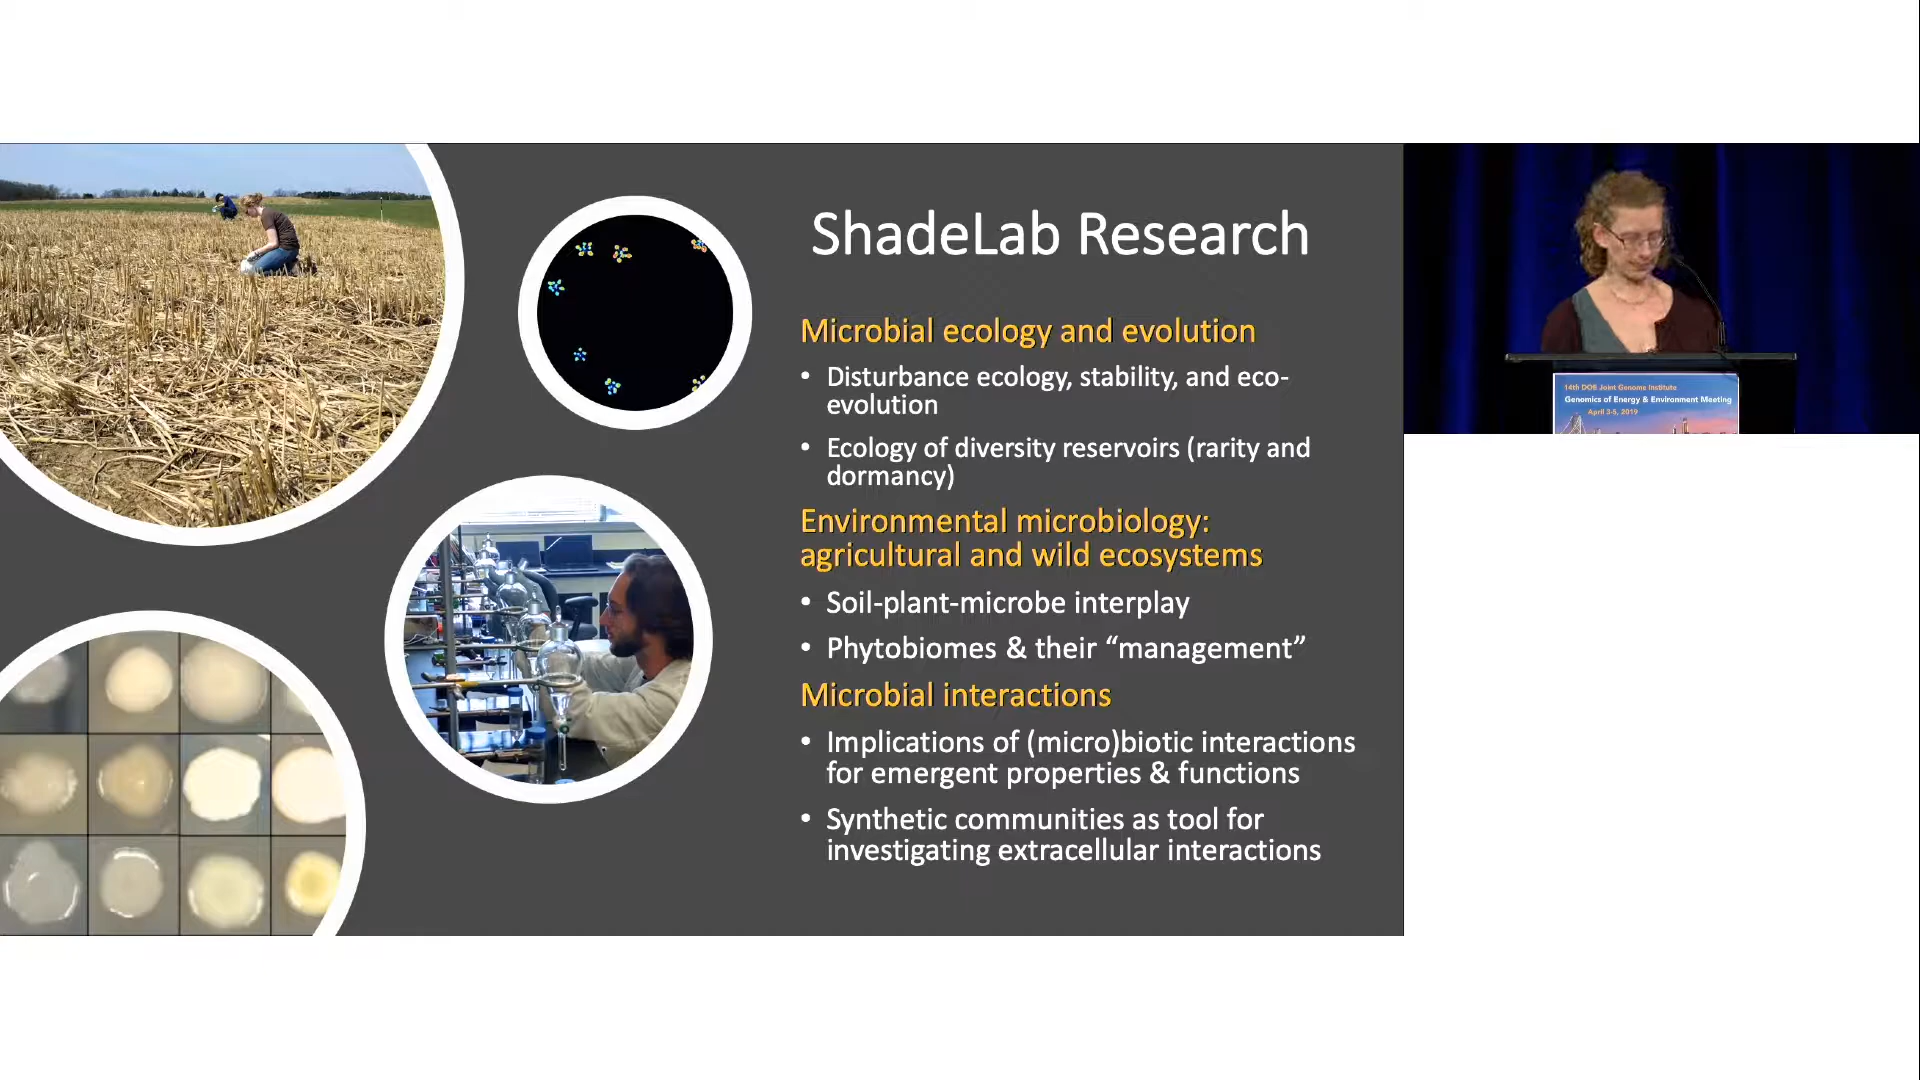 ShadeLab Research
Microbial ecology and evolution
• Disturbance ecology, stability, and eco-
evolution
• Ecology of diversity reservoirs (rarity and
dormancy)
Environmental microbiology:
agricultural and wild ecosystems
• Soil-plant-microbe interplay
• Phytobiomes & their “management”
Microbial interactions
• Implications of (micro)biotic interactions
for emergent properties & functions
• Synthetic communities as tool for
investigating extracellular interactions
14th DOE Joint Genome Institute
Genomics of Energy & Environment Meeting
April 3-5, 2019